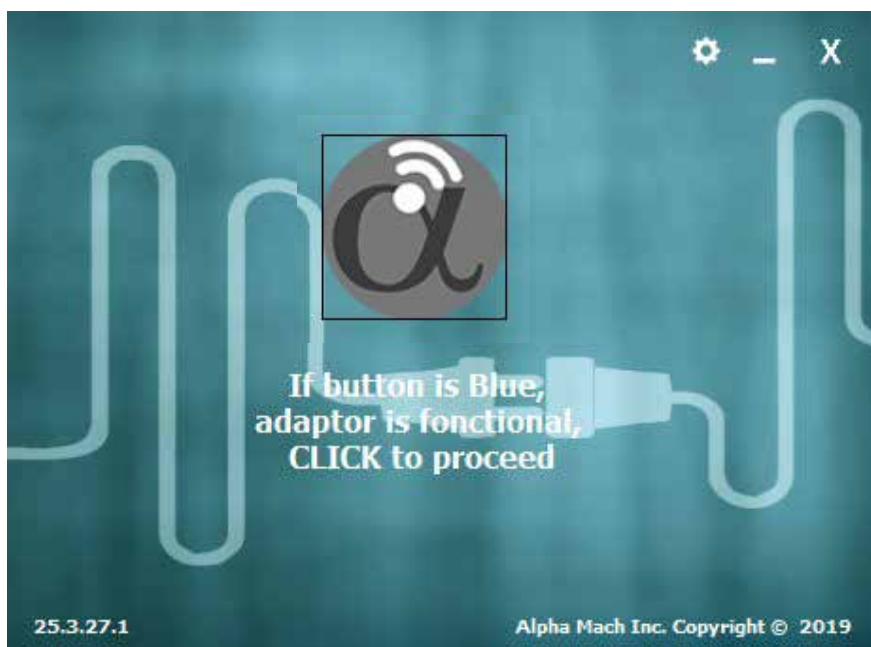 X
α
If button is Blue,
adaptor is fonctional,
CLICK to proceed
25.3.27.1
Alpha Mach Inc. Copyright © 2019